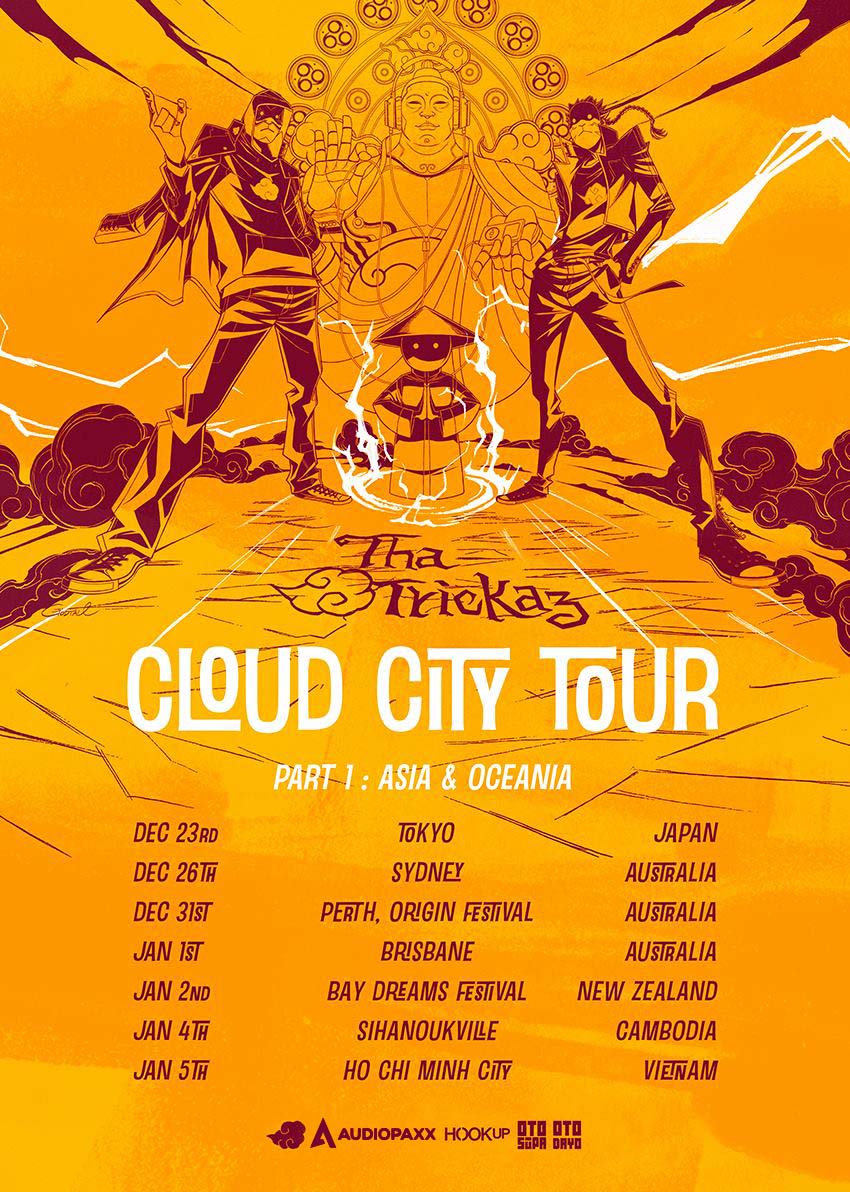 Tha
Trickaz
CLOUD CITY TOUR
PART 1 : ASIA & OCEANIA
DEC 23RD TOKYO JAPAN
DEC 26TH SYDNEY AUSTRALIA
DEC 31ST PERTH, ORIGIN FESTIVAL AUSTRALIA
JAN 1ST BRISBANE AUSTRALIA
JAN 2ND BAY DREAMS FESTIVAL NEW ZEALAND
JAN 4TH SIHANOUKVILLE CAMBODIA
JAN 5TH HO CHI MINH CITY VIETNAM
AUDIOPAXX HOOKUP OTO SUPA OTO DAYO